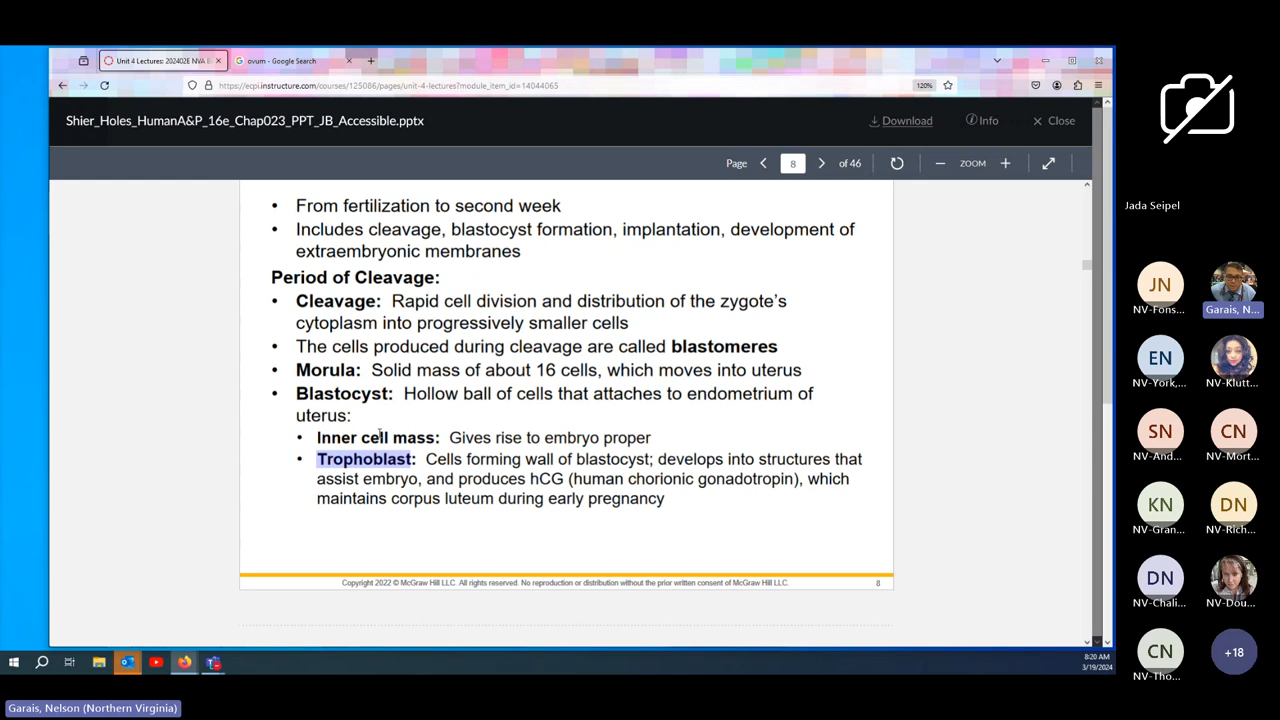 Unit 4 Lectures: 202402E NVA B
ovum - Google Search
https://ecpi.instructure.com/courses/125086/pages/unit-4-lectures?module_item_id=14044065
120%
Shier_Holes_HumanA&P_16e_Chap023_PPT_JB_Accessible.pptx
Download
Info
Close
Page 8 of 46
ZOOM
• From fertilization to second week
• Includes cleavage, blastocyst formation, implantation, development of
extraembryonic membranes
Period of Cleavage:
• Cleavage: Rapid cell division and distribution of the zygote's
cytoplasm into progressively smaller cells
• The cells produced during cleavage are called blastomeres
• Morula: Solid mass of about 16 cells, which moves into uterus
• Blastocyst: Hollow ball of cells that attaches to endometrium of
uterus:
• Inner cell mass: Gives rise to embryo proper
• Trophoblast: Cells forming wall of blastocyst; develops into structures that
assist embryo, and produces hCG (human chorionic gonadotropin), which
maintains corpus luteum during early pregnancy
Copyright 2022 © McGraw Hill LLC. All rights reserved. No reproduction or distribution without the prior written consent of McGraw Hill LLC.
8
8:20 AM
3/19/2024
Garais, Nelson (Northern Virginia)
Jada Seipel
JN
NV-Fons...
Garais, N...
EN
NV-York,...
NV-Klutt...
SN
NV-And...
CN
NV-Mort...
KN
NV-Gran...
DN
NV-Rich...
DN
NV-Chali...
NV-Dou...
CN
NV-Tho...
+18